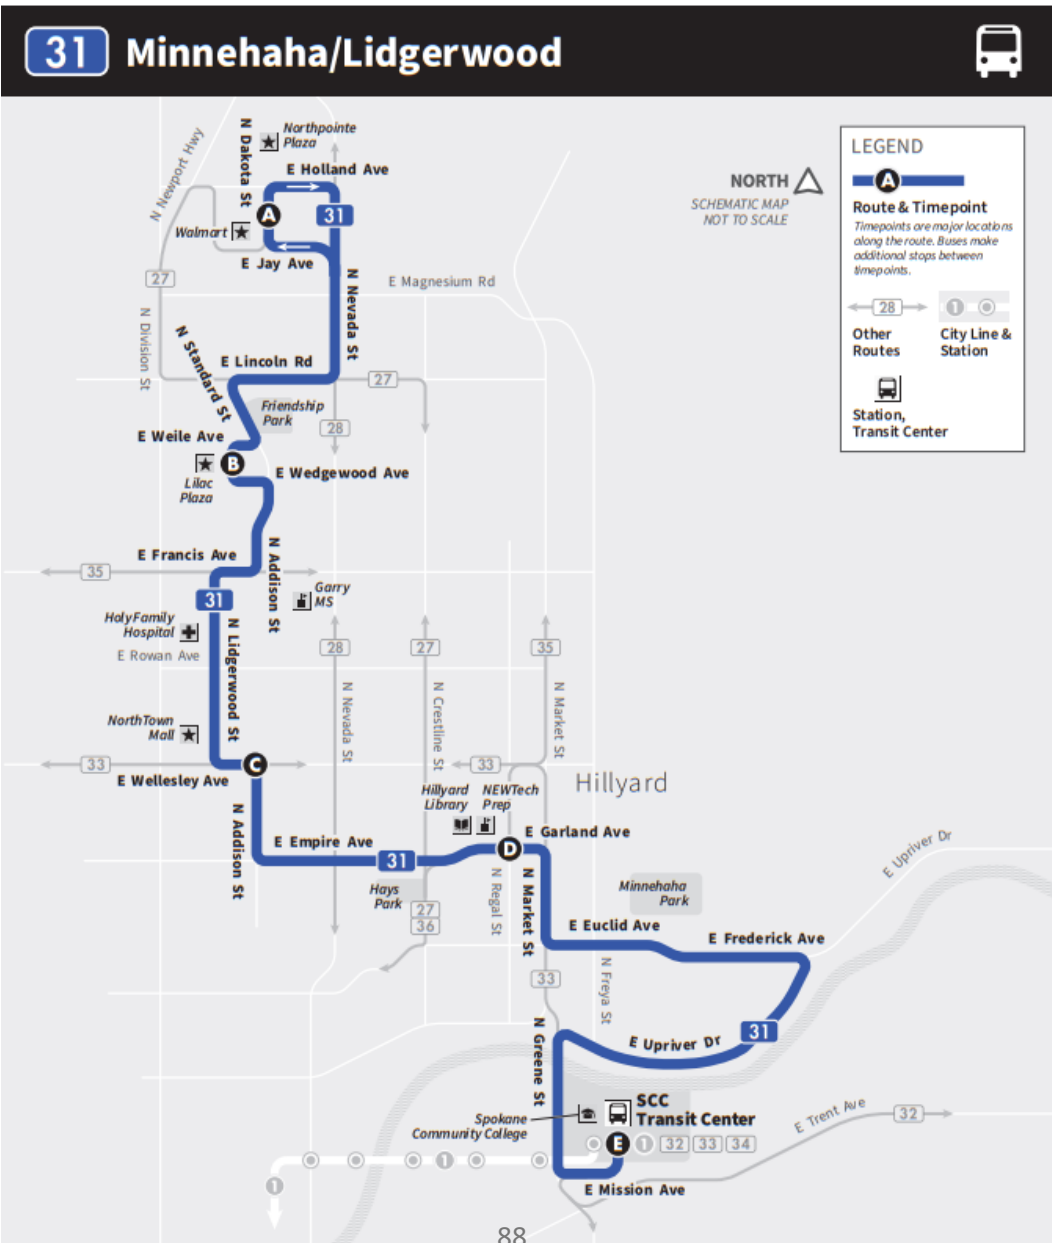 31 Minnehaha/Lidgerwood
Northpointe
Plaza
N Dakota St
N Newport Hwy
E Holland Ave
A
31
Walmart
E Jay Ave
27
N Nevada St
E Magnesium Rd
N Division St
N Standard St
E Lincoln Rd
27
Friendship
Park
28
E Weile Ave
B
Lilac
Plaza
E Wedgewood Ave
E Francis Ave
N Addison St
35
31
Garry
MS
Holy Family
Hospital
E Rowan Ave
N Lidgerwood St
28
27
35
N Nevada St
N Crestline St
N Market St
NorthTown
Mall
33
C
33
E Wellesley Ave
Hillyard
Hillyard
Library
NEWTech
Prep
N Addison St
E Empire Ave
31
D
E Garland Ave
E Upriver Dr
Hays
Park
27
36
N Regal St
N Market St
Minnehaha
Park
E Euclid Ave
E Frederick Ave
33
N Freya St
N Greene St
E Upriver Dr
31
SCC
Transit Center
Spokane
Community College
E
1
32
33
34
E Trent Ave
32
1
1
E Mission Ave
NORTH
SCHEMATIC MAP
NOT TO SCALE
LEGEND
A
Route & Timepoint
Timepoints are major locations
along the route. Buses make
additional stops between
timepoints.
28
1
Other
Routes
City Line &
Station
Station,
Transit Center
88